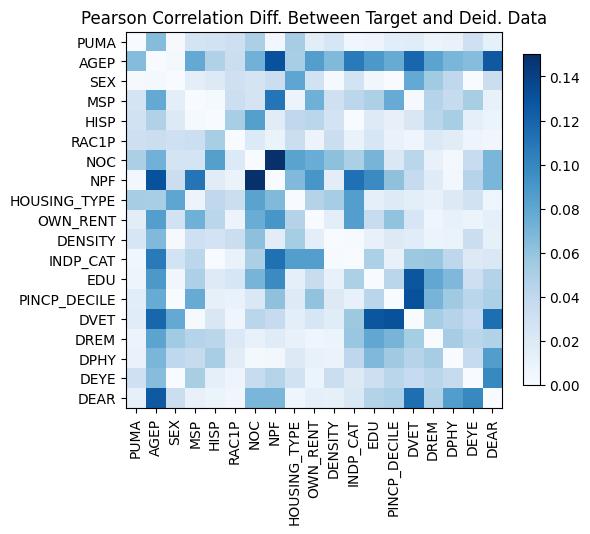 Pearson Correlation Diff. Between Target and Deid. Data
PUMA
AGEP
SEX
MSP
HISP
RAC1P
NOC
NPF
HOUSING_TYPE
OWN_RENT
DENSITY
INDP_CAT
EDU
PINCP_DECILE
DVET
DREM
DPHY
DEYE
DEAR
PUMA
AGEP
SEX
MSP
HISP
RAC1P
NOC
NPF
HOUSING_TYPE
OWN_RENT
DENSITY
INDP_CAT
EDU
PINCP_DECILE
DVET
DREM
DPHY
DEYE
DEAR
0.14
0.12
0.10
0.08
0.06
0.04
0.02
0.00